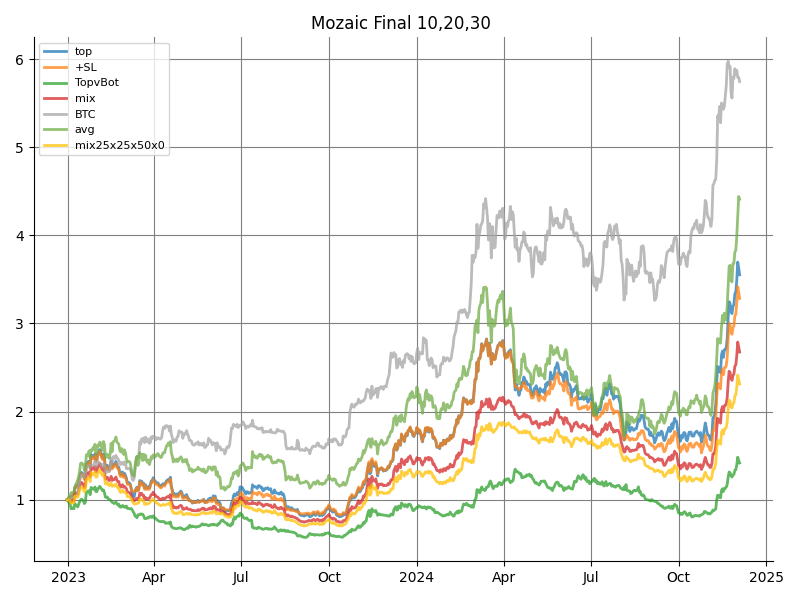 Mozaic Final 10,20,30
top
+SL
TopvBot
mix
BTC
avg
mix25x25x50x0
6
5
4
3
2
1
2023 Apr Jul Oct 2024 Apr Jul Oct 2025